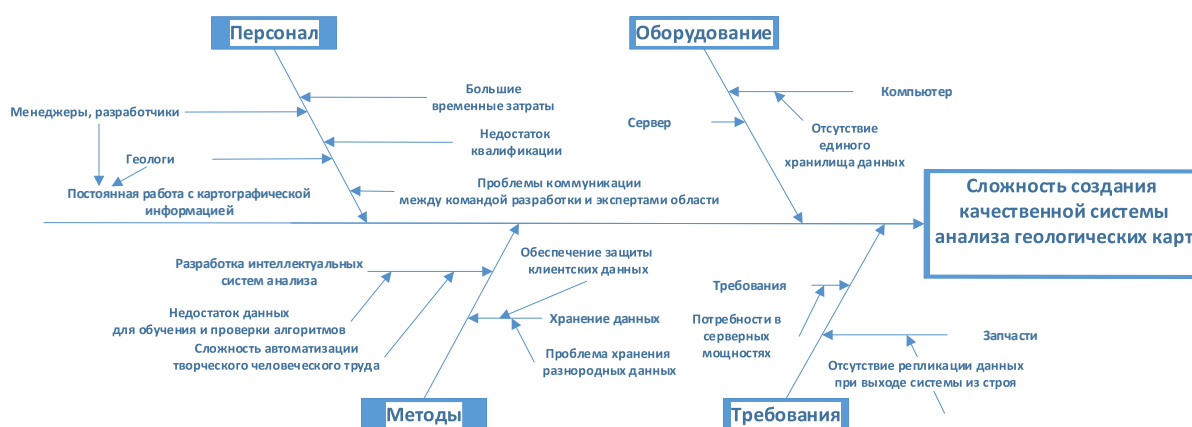 Персонал
Оборудование
Большие
временные затраты
Компьютер
Менеджеры, разработчики
Сервер
Отсутствие
единого
хранилища данных
Недостаток
квалификации
Геологи
Проблемы коммуникации
между командой разработки и экспертами области
Постоянная работа с картографической
информацией
Сложность создания
качественной системы
анализа геологических карт
Обеспечение защиты
клиентских данных
Разработка интеллектуальных
систем анализа
Требования
Недостаток данных
для обучения и проверки алгоритмов
Хранение данных
Потребности в
серверных
мощностях
Запчасти
Сложность автоматизации
творческого человеческого труда
Проблема хранения
разнородных данных
Отсутствие репликации данных
при выходе системы из строя
Методы
Требования